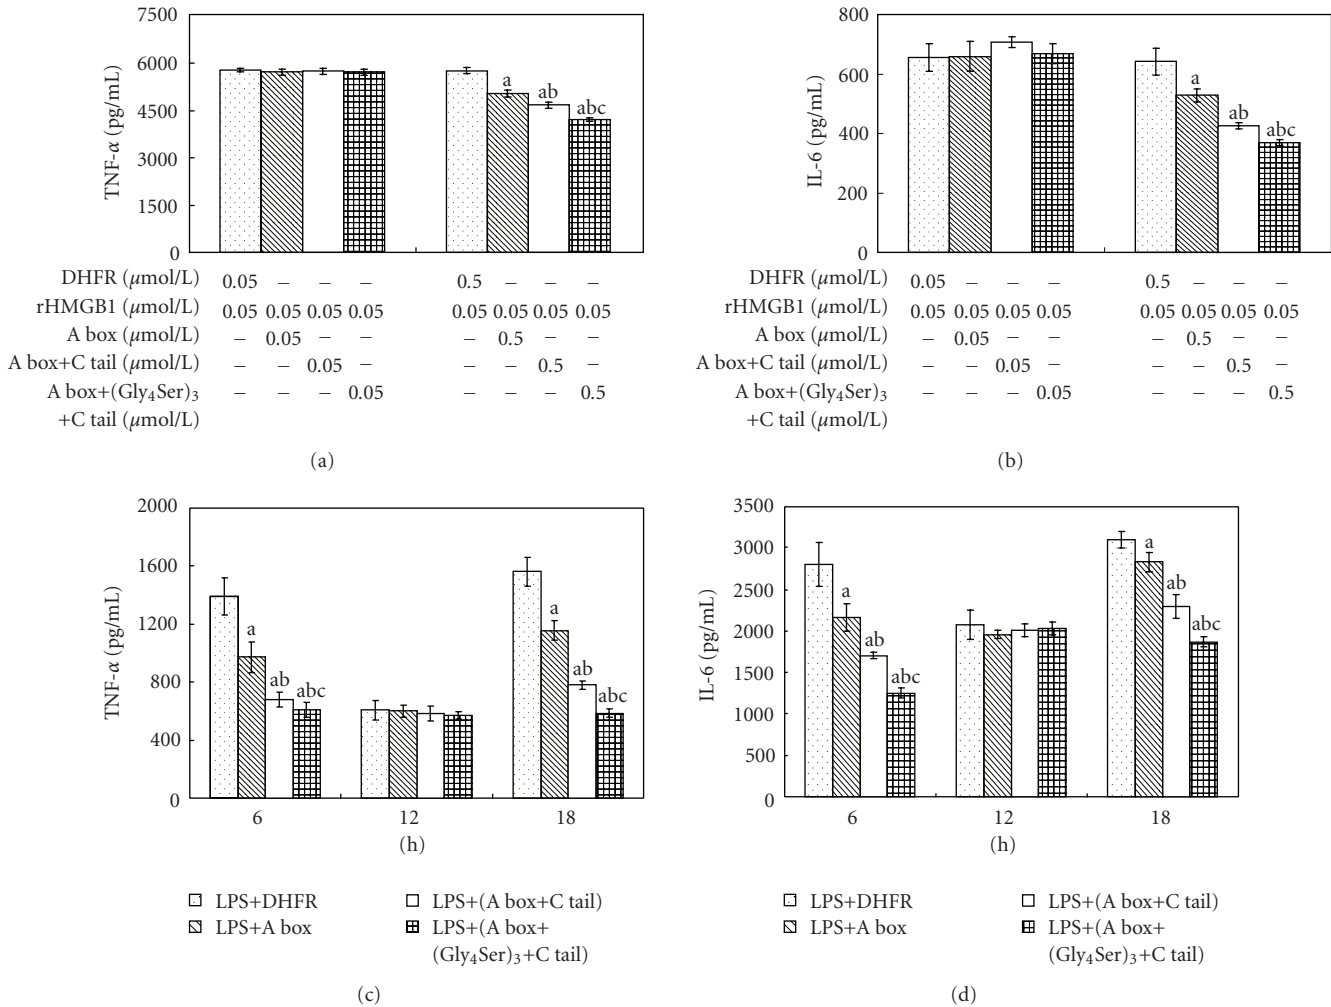 7500
6000
4500
3000
1500
0
TNF-α (pg/mL)
a
ab
abc
DHFR (μmol/L) 0.05 – – – 0.5 – – –
rHMGB1 (μmol/L) 0.05 0.05 0.05 0.05 0.05 0.05 0.05 0.05
A box (μmol/L) – 0.05 – – – 0.5 – –
A box+C tail (μmol/L) – – 0.05 – – – 0.5 –
A box+(Gly4Ser)3 – – – 0.05 – – – 0.5
+C tail (μmol/L)
(a)
800
600
400
200
0
IL-6 (pg/mL)
a
ab
abc
DHFR (μmol/L) 0.05 – – – 0.5 – – –
rHMGB1 (μmol/L) 0.05 0.05 0.05 0.05 0.05 0.05 0.05 0.05
A box (μmol/L) – 0.05 – – – 0.5 – –
A box+C tail (μmol/L) – – 0.05 – – – 0.5 –
A box+(Gly4Ser)3 – – – 0.05 – – – 0.5
+C tail (μmol/L)
(b)
2000
1600
1200
800
400
0
TNF-α (pg/mL)
a
ab
abc
a
ab
abc
6 12 18
(h)
LPS+DHFR
LPS+A box
LPS+(A box+C tail)
LPS+(A box+
(Gly4Ser)3+C tail)
(c)
3500
3000
2500
2000
1500
1000
500
0
IL-6 (pg/mL)
a
ab
abc
a
ab
abc
6 12 18
(h)
LPS+DHFR
LPS+A box
LPS+(A box+C tail)
LPS+(A box+
(Gly4Ser)3+C tail)
(d)